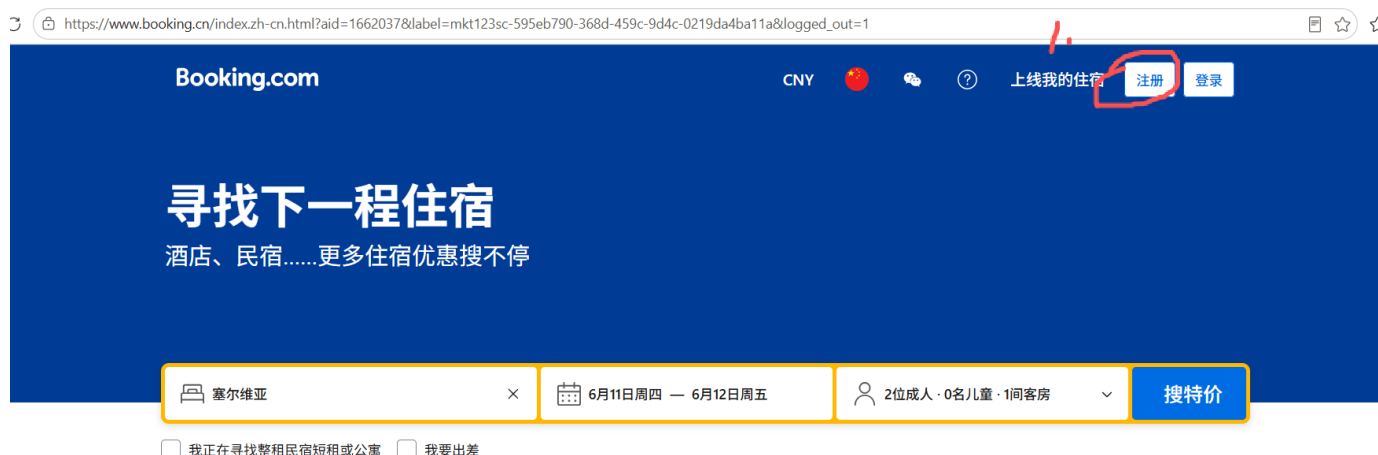 https://www.booking.cn/index.zh-cn.html?aid=1662037&label=mkt123sc-595eb790-368d-459c-9d4c-0219da4ba11a&logged_out=1
1.
Booking.com CNY 上线我的住宿 注册 登录
寻找下一程住宿
酒店、民宿......更多住宿优惠搜不停
塞尔维亚 6月11日周四 — 6月12日周五 2位成人 · 0名儿童 · 1间客房 搜特价
我正在寻找整租民宿短租或公寓 我要出差